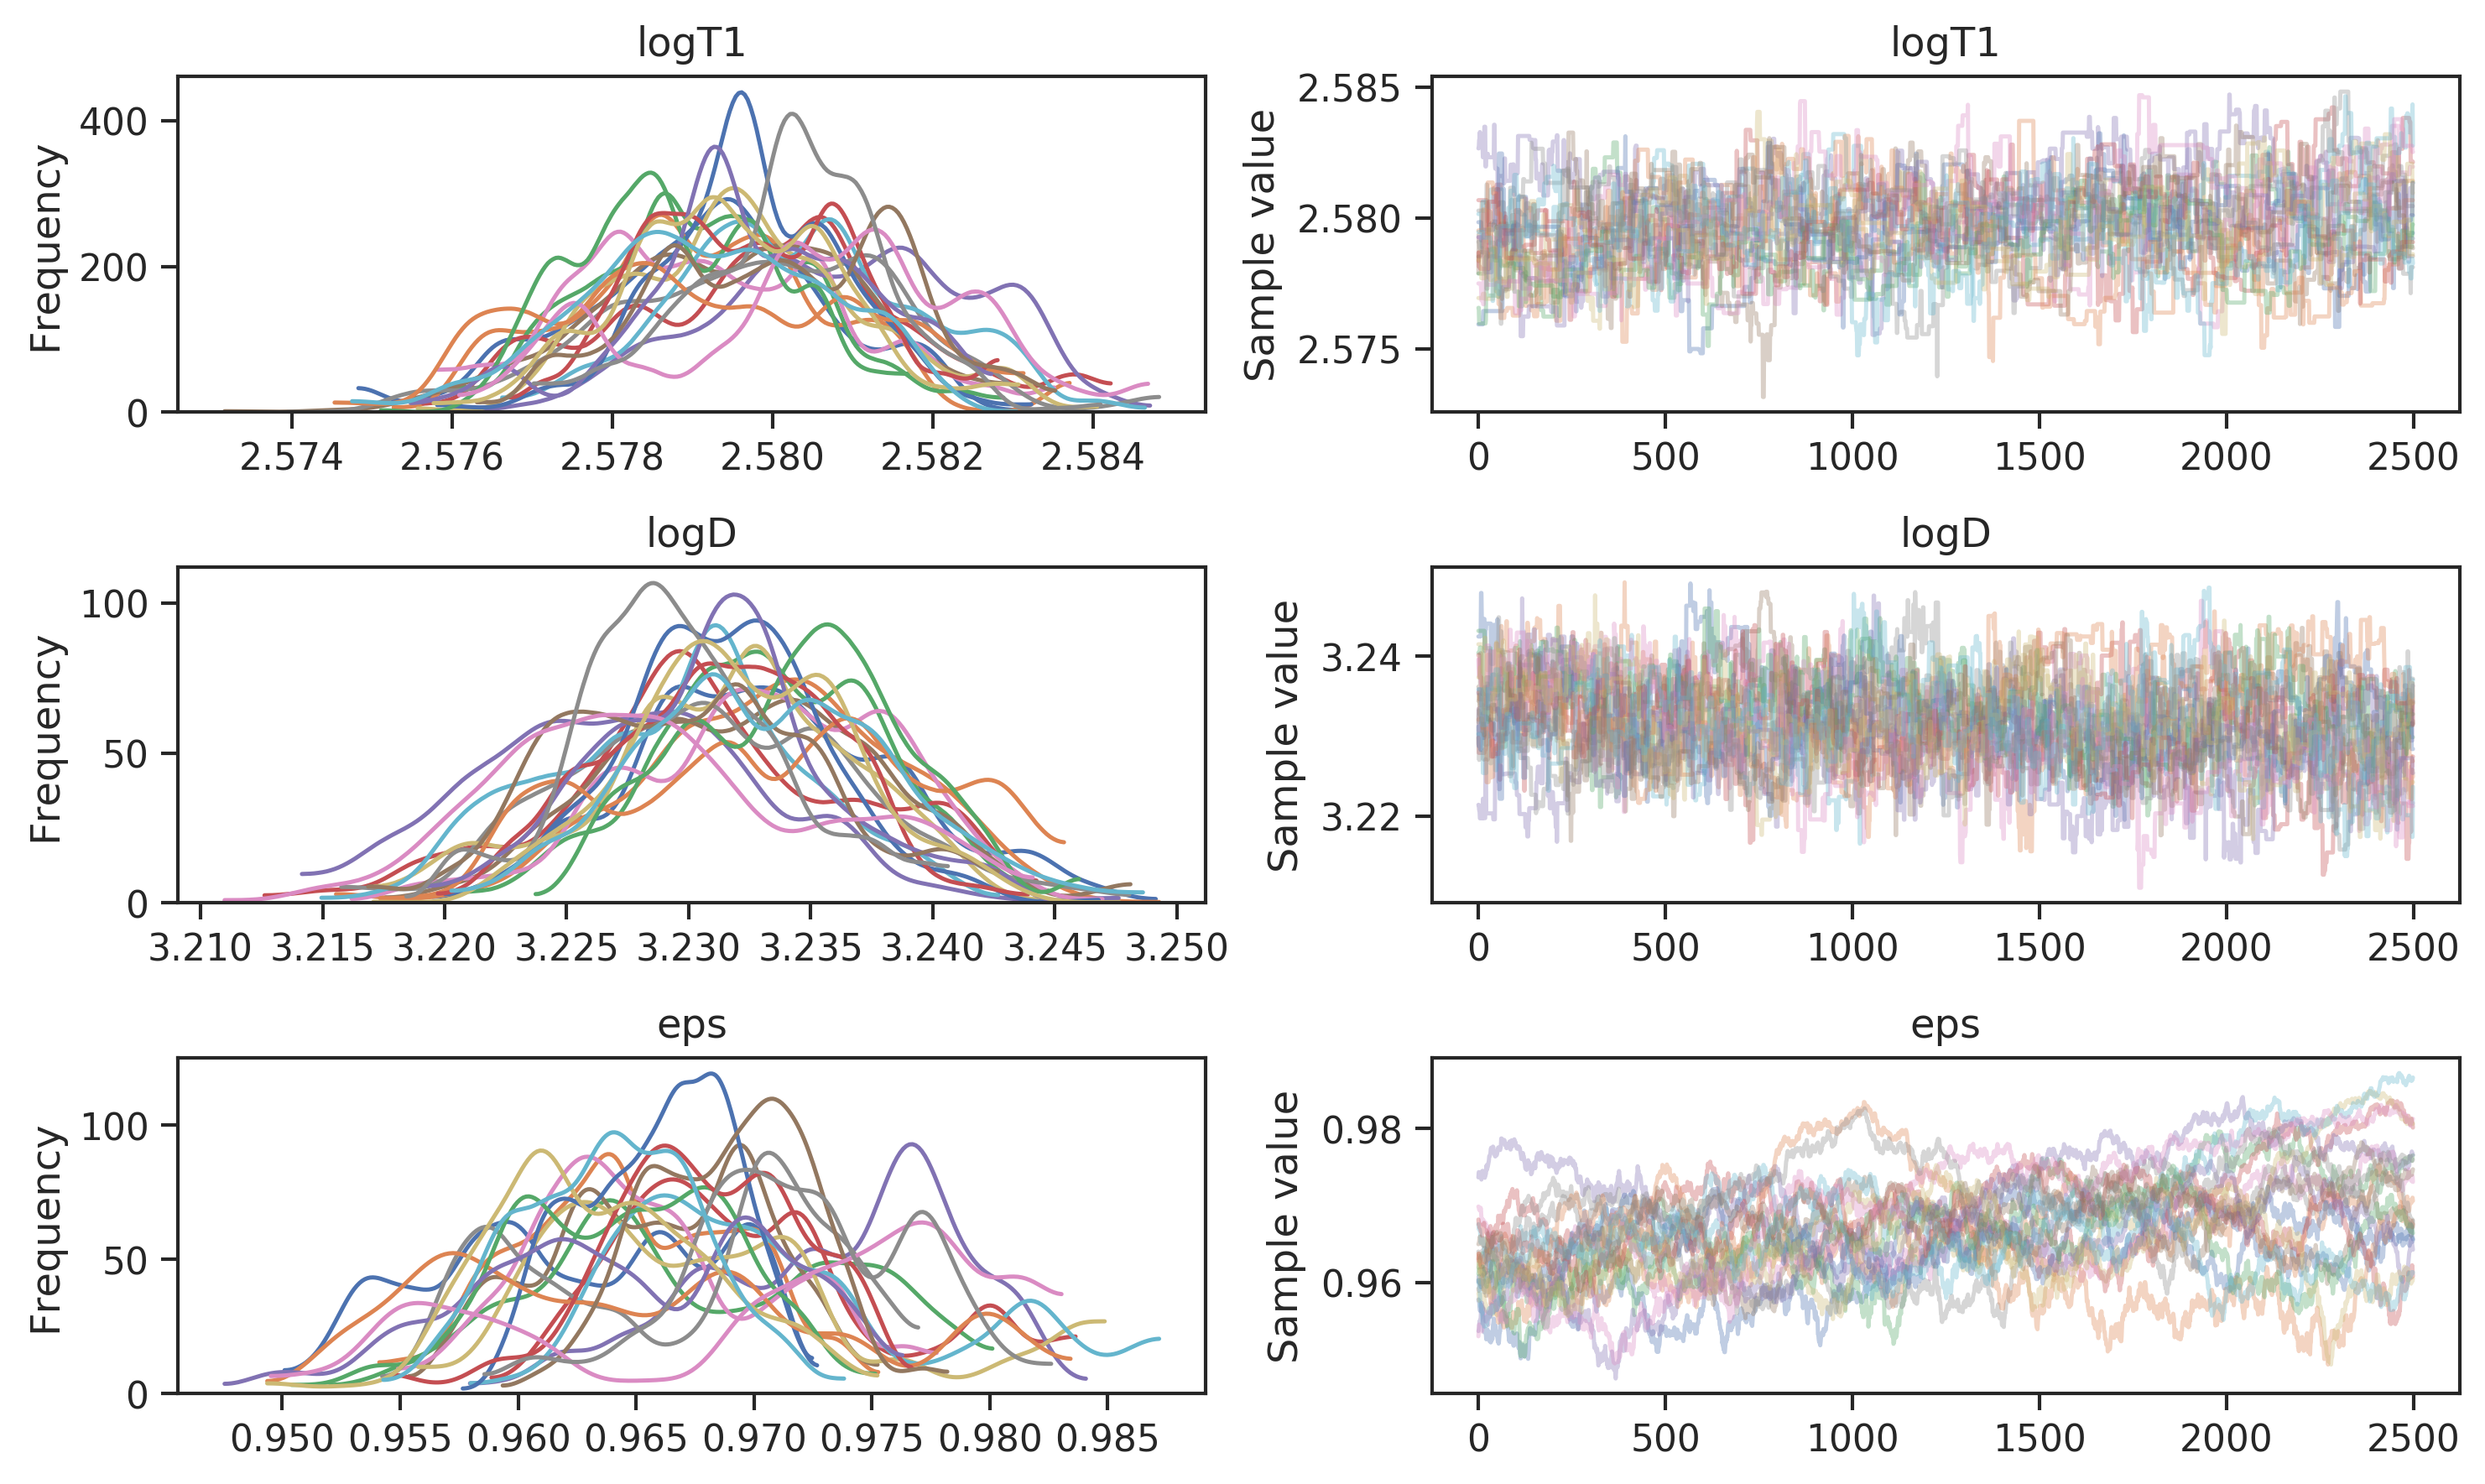 logT1
logT1
Frequency
400
200
0
2.574 2.576 2.578 2.580 2.582 2.584
Sample value
2.585
2.580
2.575
0 500 1000 1500 2000 2500
logD
logD
Frequency
100
50
0
3.210 3.215 3.220 3.225 3.230 3.235 3.240 3.245 3.250
Sample value
3.24
3.22
0 500 1000 1500 2000 2500
eps
eps
Frequency
100
50
0
0.950 0.955 0.960 0.965 0.970 0.975 0.980 0.985
Sample value
0.98
0.96
0 500 1000 1500 2000 2500